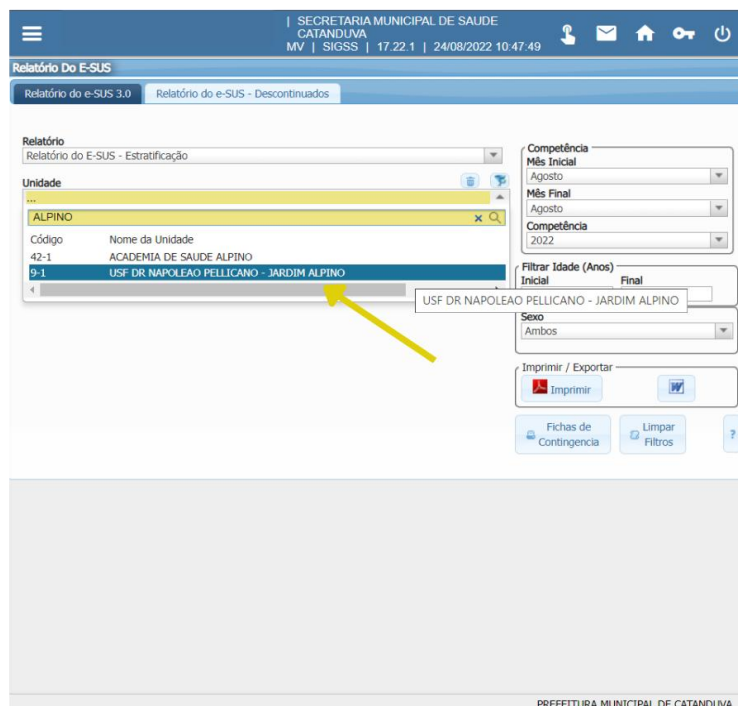 | SECRETARIA MUNICIPAL DE SAUDE
CATANDUVA
MV | SIGSS | 17.22.1 | 24/08/2022 10:47:49
Relatório Do E-SUS
Relatório do e-SUS 3.0
Relatório do e-SUS - Descontinuados
Relatório
Relatório do E-SUS - Estratificação
Unidade
...
ALPINO
Código Nome da Unidade
42-1 ACADEMIA DE SAUDE ALPINO
9-1 USF DR NAPOLEAO PELLICANO - JARDIM ALPINO
USF DR NAPOLEAO PELLICANO - JARDIM ALPINO
Competência
Mês Inicial
Agosto
Mês Final
Agosto
Competência
2022
Filtrar Idade (Anos)
Inicial Final
Sexo
Ambos
Imprimir / Exportar
Imprimir
Fichas de
Contingencia
Limpar
Filtros
?
PREFEITURA MUNICIPAL DE CATANDUVA